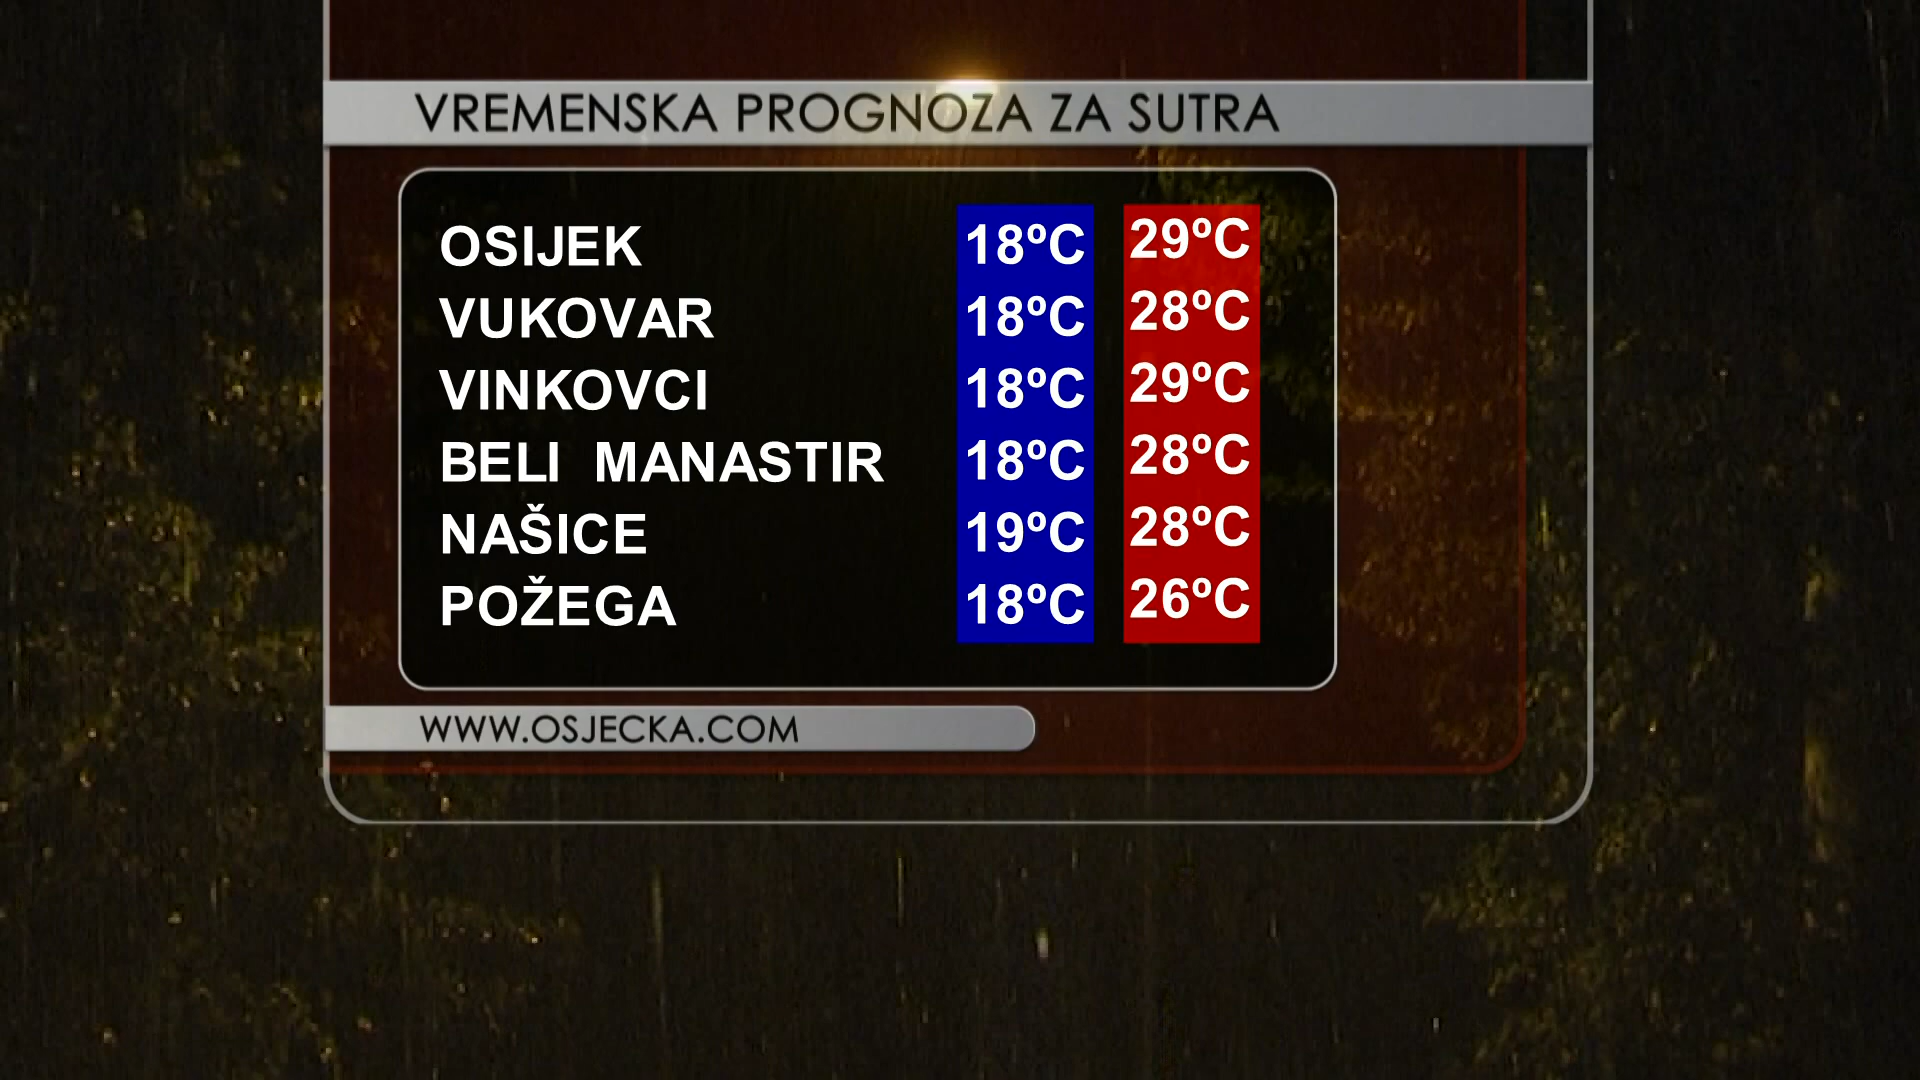 VREMENSKA PROGNOZA ZA SUTRA
OSIJEK 18ºC 29ºC
VUKOVAR 18ºC 28ºC
VINKOVCI 18ºC 29ºC
BELI MANASTIR 18ºC 28ºC
NAŠICE 19ºC 28ºC
POŽEGA 18ºC 26ºC
WWW.OSJECKA.COM